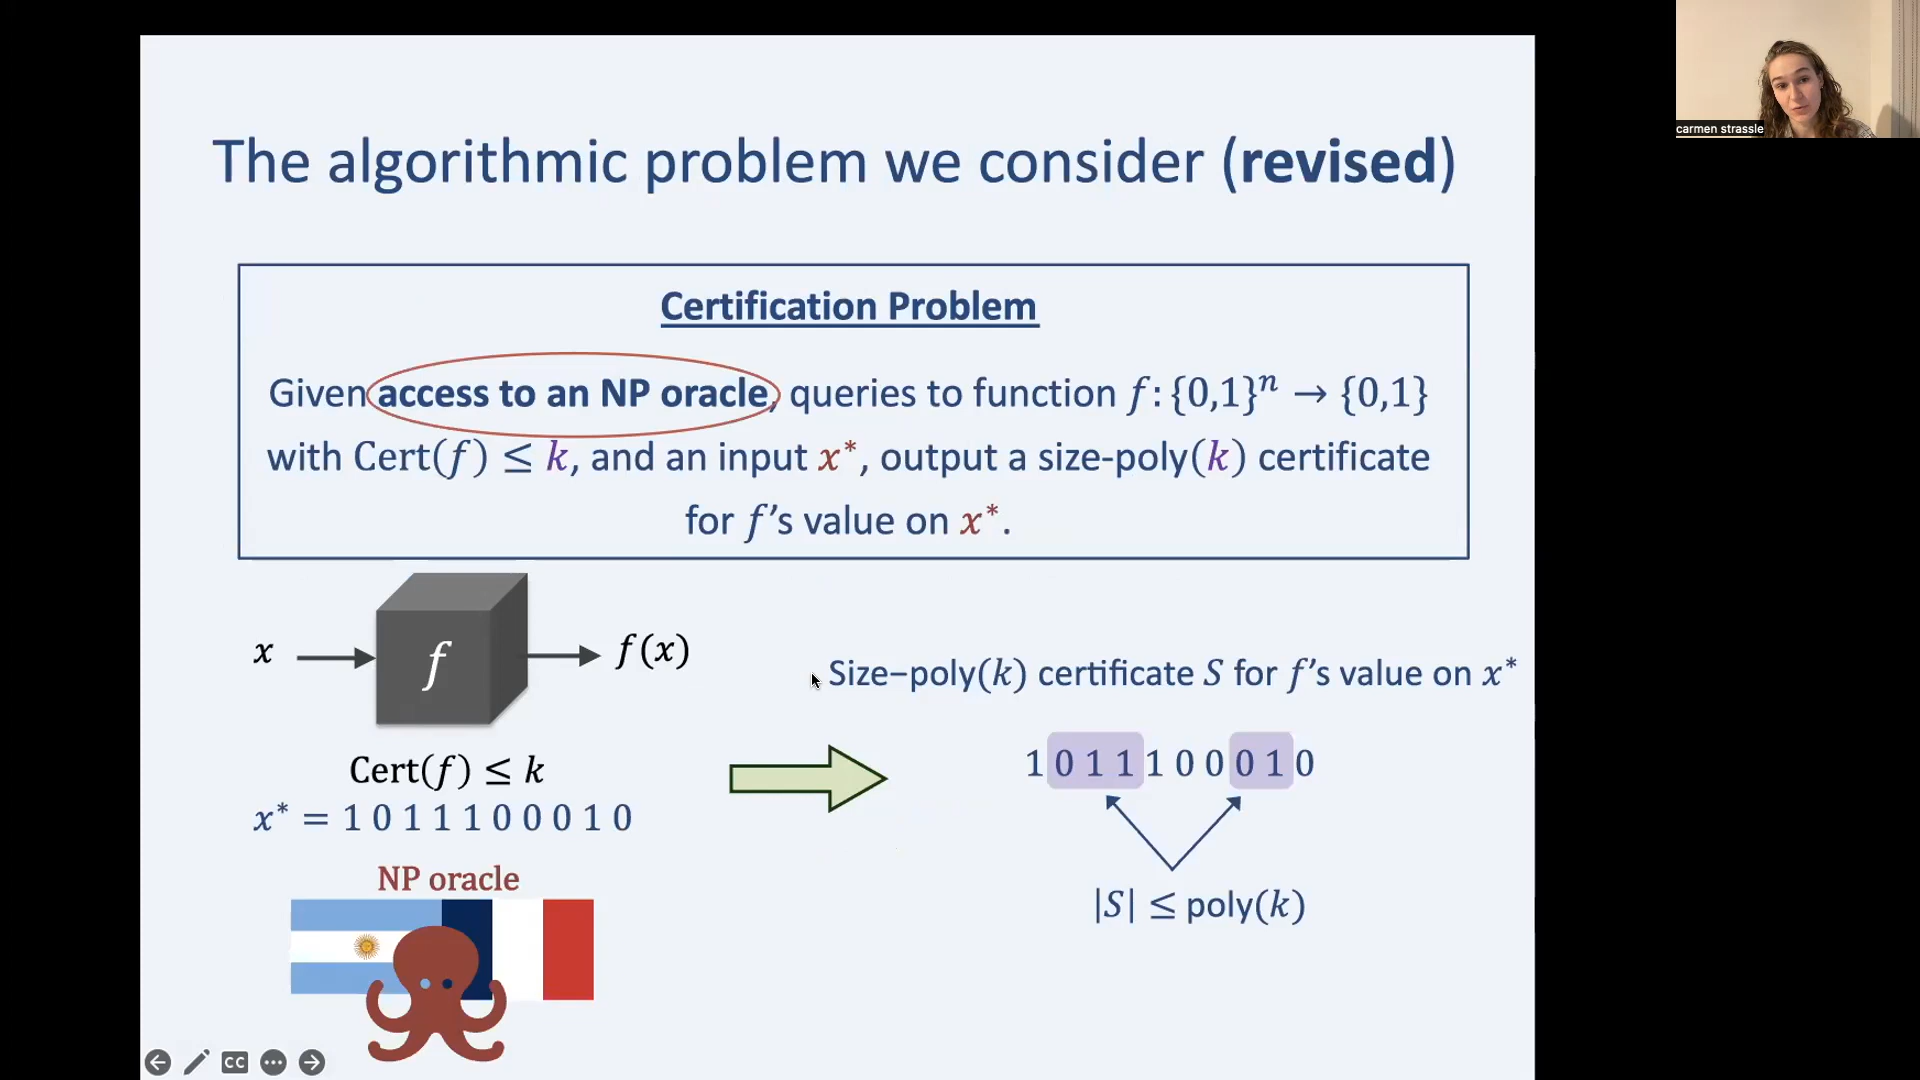 carmen strassle
The algorithmic problem we consider (revised)
Certification Problem
Given access to an NP oracle, queries to function f: {0,1}ⁿ → {0,1}
with Cert(f) ≤ k, and an input x*, output a size-poly(k) certificate
for f's value on x*.
x
f
f(x)
Cert(f) ≤ k
x* = 1 0 1 1 1 0 0 0 1 0
NP oracle
Size–poly(k) certificate S for f's value on x*
1 0 1 1 1 0 0 0 1 0
|S| ≤ poly(k)
CC